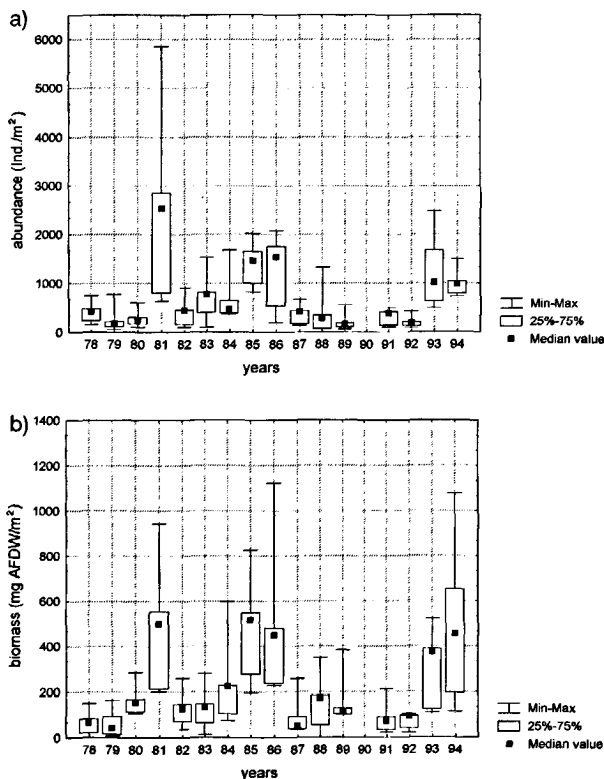 a)
6500
6000
5000
4000
3000
2000
1000
0
abundance (Ind./m²)
78 79 80 81 82 83 84 85 86 87 88 89 90 91 92 93 94
years
Min-Max
25%-75%
Median value
b)
1400
1200
1000
800
600
400
200
0
biomass (mg AFDW/m²)
78 79 80 81 82 83 84 85 86 87 88 89 90 91 92 93 94
years
Min-Max
25%-75%
Median value